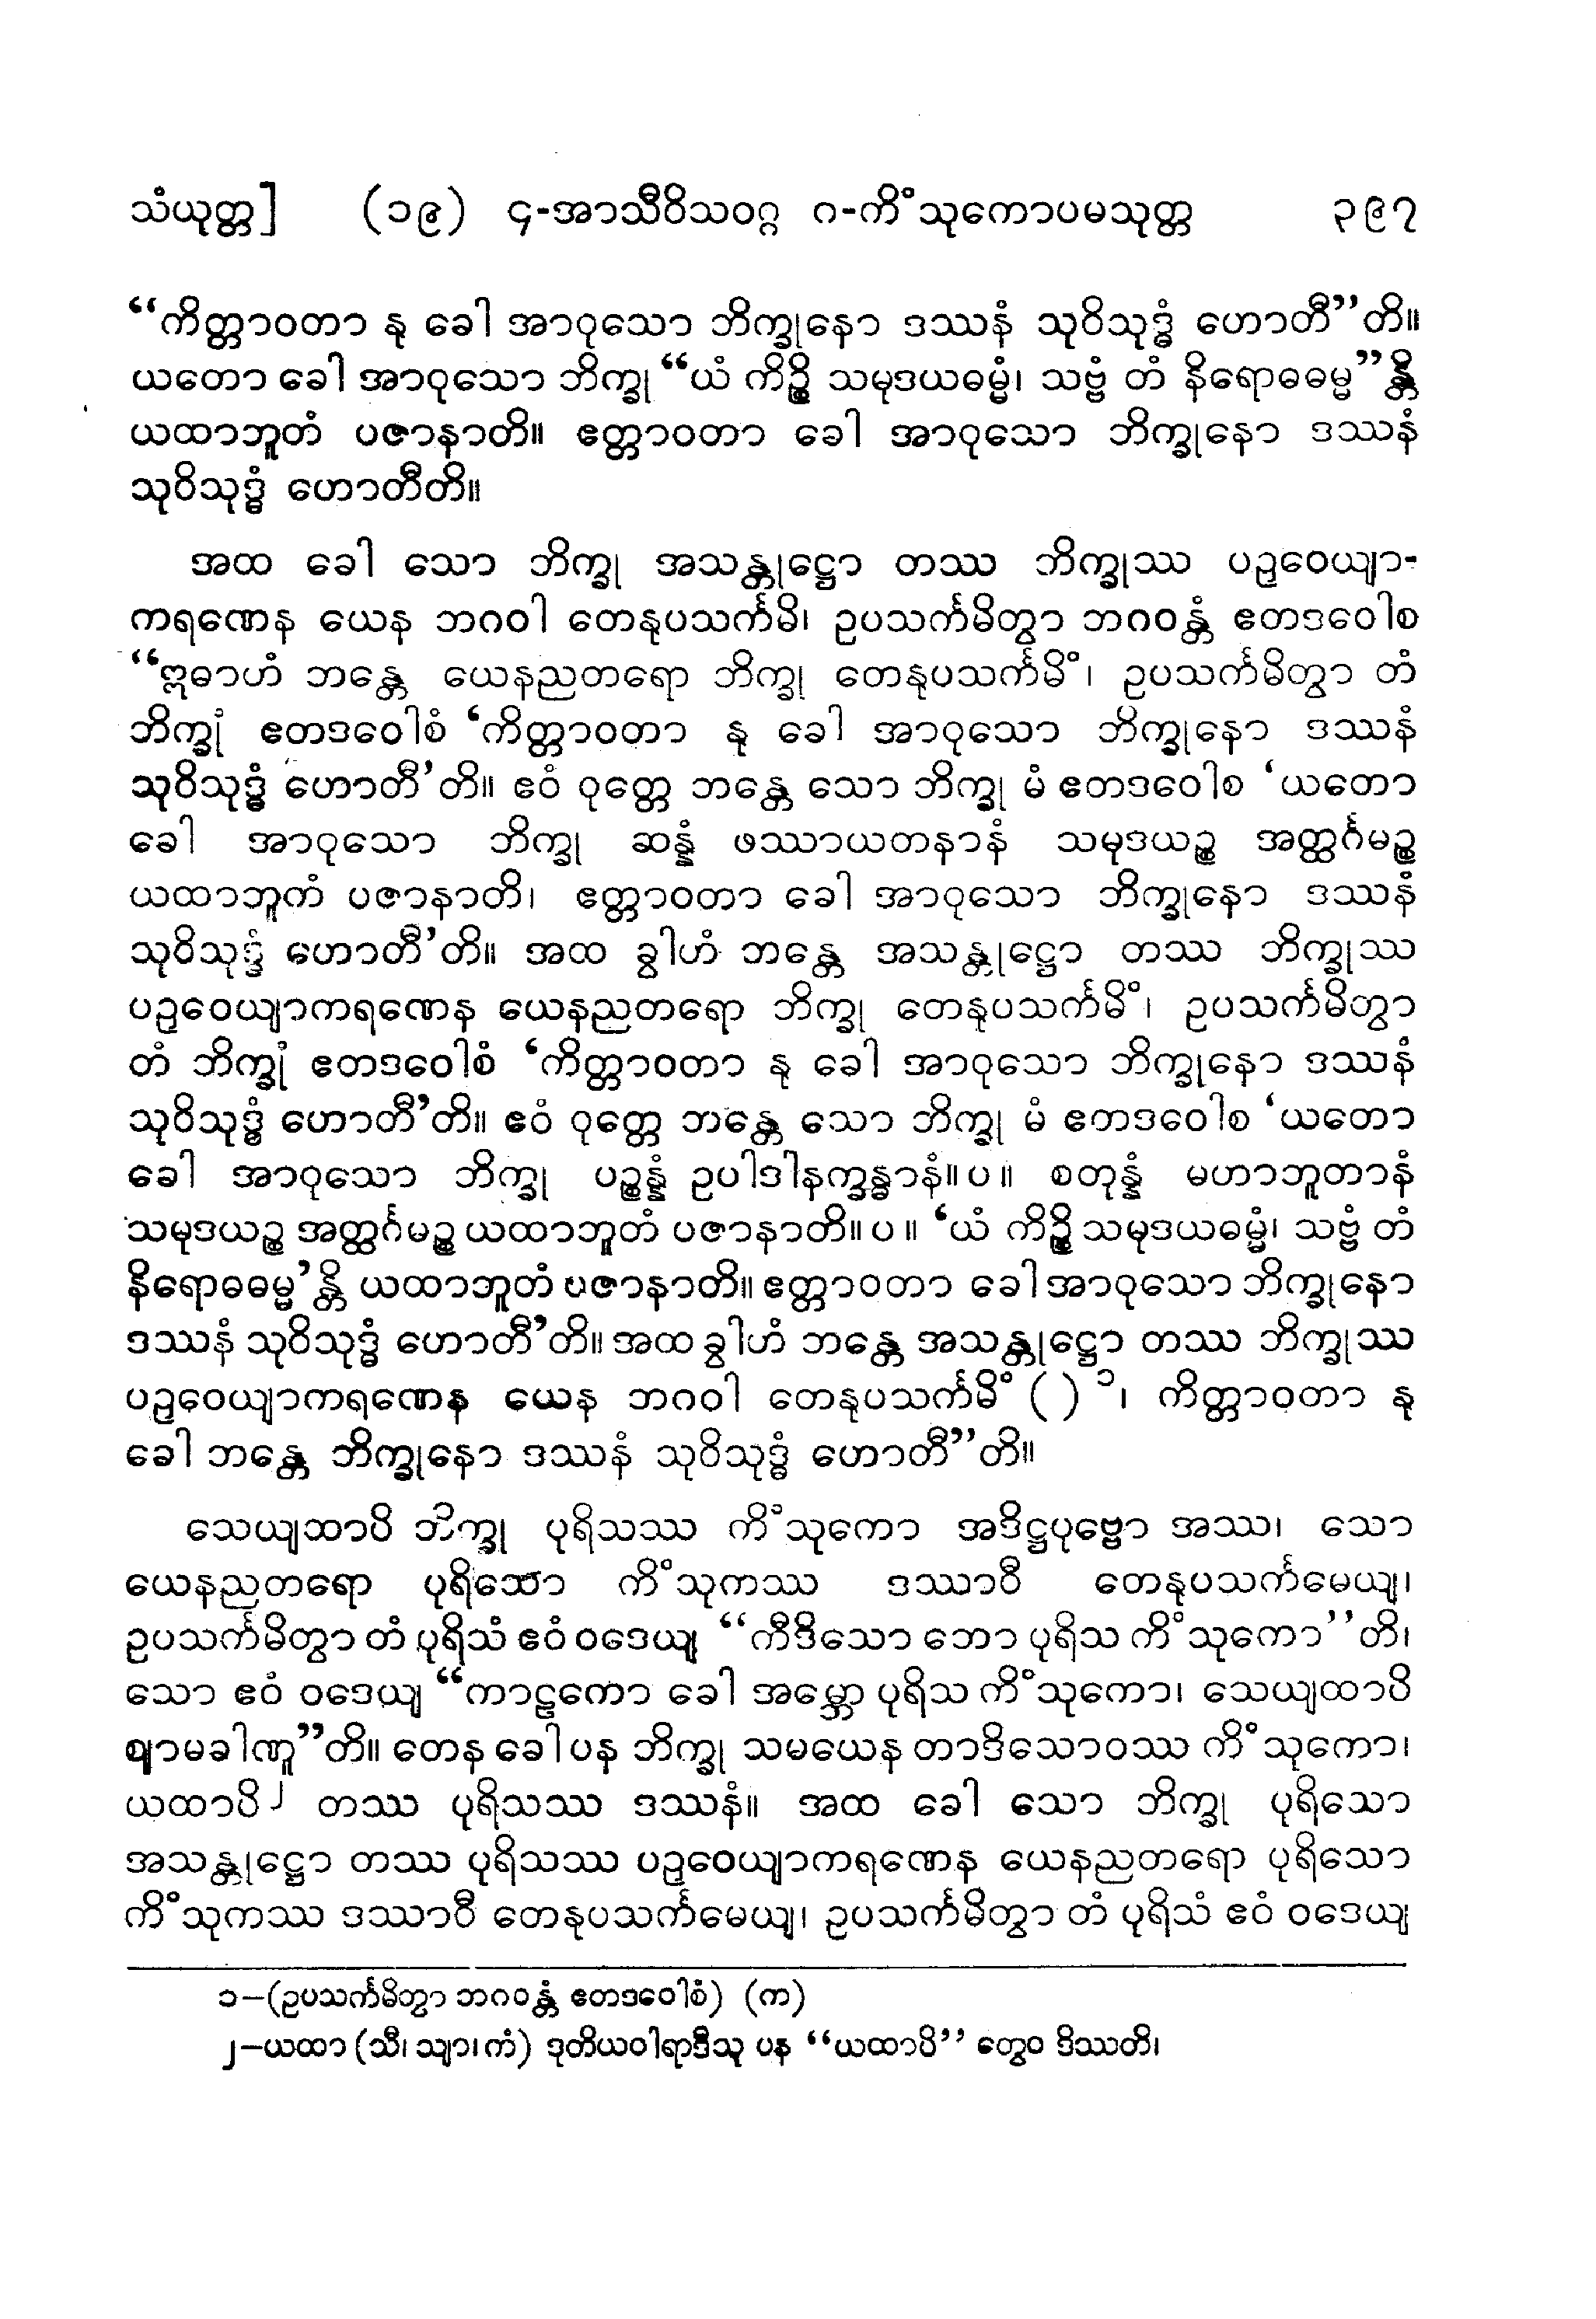 သံယုတ္တ] (၁၉) ၄-အာသီဝိသဝဂ္ဂ ဂ-ကိံသုကောပမသုတ္တ ၃၉၇
“ကိတ္တာဝတာ နု ခေါ အာဝုသော ဘိက္ခုနော ဒဿနံ သုဝိသုဒ္ဓံ ဟောတီ”တိ။
ယတော ခေါ အာဝုသော ဘိက္ခု “ယံ ကိဉ္စိ သမုဒယဓမ္မံ၊ သဗ္ဗံ တံ နိရောဓဓမ္မ”န္တိ
ယထာဘူတံ ပဇာနာတိ။ ဧတ္တာဝတာ ခေါ အာဝုသော ဘိက္ခုနော ဒဿနံ
သုဝိသုဒ္ဓံ ဟောတီတိ။
အထ ခေါ သော ဘိက္ခု အသန္တုဋ္ဌော တဿ ဘိက္ခုဿ ပဥှဝေယျာ-
ကရဏေန ယေန ဘဂဝါ တေနုပသင်္ကမိ၊ ဥပသင်္ကမိတွာ ဘဂဝန္တံ ဧတဒဝေါစ
“ဣဓာဟံ ဘန္တေ ယေနညတရော ဘိက္ခု တေနုပသင်္ကမိံ၊ ဥပသင်္ကမိတွာ တံ
ဘိက္ခုံ ဧတဒဝေါစံ ‘ကိတ္တာဝတာ နု ခေါ အာဝုသော ဘိက္ခုနော ဒဿနံ
သုဝိသုဒ္ဓံ ဟောတီ’တိ။ ဧဝံ ဝုတ္တေ ဘန္တေ သော ဘိက္ခု မံ ဧတဒဝေါစ ‘ယတော
ခေါ အာဝုသော ဘိက္ခု ဆန္နံ ဖဿာယတနာနံ သမုဒယဉ္စ အတ္ထင်္ဂမဉ္စ
ယထာဘူတံ ပဇာနာတိ၊ ဧတ္တာဝတာ ခေါ အာဝုသော ဘိက္ခုနော ဒဿနံ
သုဝိသုဒ္ဓံ ဟောတီ’တိ။ အထ ခွါဟံ ဘန္တေ အသန္တုဋ္ဌော တဿ ဘိက္ခုဿ
ပဥှဝေယျာကရဏေန ယေနညတရော ဘိက္ခု တေနုပသင်္ကမိံ၊ ဥပသင်္ကမိတွာ
တံ ဘိက္ခုံ ဧတဒဝေါစံ ‘ကိတ္တာဝတာ နု ခေါ အာဝုသော ဘိက္ခုနော ဒဿနံ
သုဝိသုဒ္ဓံ ဟောတီ’တိ။ ဧဝံ ဝုတ္တေ ဘန္တေ သော ဘိက္ခု မံ ဧတဒဝေါစ ‘ယတော
ခေါ အာဝုသော ဘိက္ခု ပဉ္စန္နံ ဥပါဒါနက္ခန္ဓာနံ။ပ။ စတုန္နံ မဟာဘူတာနံ
သမုဒယဉ္စ အတ္ထင်္ဂမဉ္စ ယထာဘူတံ ပဇာနာတိ။ပ။ ‘ယံ ကိဉ္စိ သမုဒယဓမ္မံ၊ သဗ္ဗံ တံ
နိရောဓဓမ္မ’န္တိ ယထာဘူတံ ပဇာနာတိ။ ဧတ္တာဝတာ ခေါ အာဝုသော ဘိက္ခုနော
ဒဿနံ သုဝိသုဒ္ဓံ ဟောတီ’တိ။ အထ ခွါဟံ ဘန္တေ အသန္တုဋ္ဌော တဿ ဘိက္ခုဿ
ပဥှဝေယျာကရဏေန ယေန ဘဂဝါ တေနုပသင်္ကမိံ ( ) ၁၊ ကိတ္တာဝတာ နု
ခေါ ဘန္တေ ဘိက္ခုနော ဒဿနံ သုဝိသုဒ္ဓံ ဟောတီ”တိ။
သေယျထာပိ ဘိက္ခု ပုရိသဿ ကိံသုကော အဒိဋ္ဌပုဗ္ဗော အဿ၊ သော
ယေနညတရော ပုရိသော ကိံသုကဿ ဒဿာဝီ တေနုပသင်္ကမေယျ၊
ဥပသင်္ကမိတွာ တံ ပုရိသံ ဧဝံ ဝဒေယျ “ကီဒိသော ဘော ပုရိသ ကိံသုကော”တိ၊
သော ဧဝံ ဝဒေယျ “ကာဠကော ခေါ အမ္ဘော ပုရိသ ကိံသုကော၊ သေယျထာပိ
ဈာမခါဏူ”တိ။ တေန ခေါ ပန ဘိက္ခု သမယေန တာဒိသောဝဿ ကိံသုကော၊
ယထာပိ၂ တဿ ပုရိသဿ ဒဿနံ။ အထ ခေါ သော ဘိက္ခု ပုရိသော
အသန္တုဋ္ဌော တဿ ပုရိသဿ ပဥှဝေယျာကရဏေန ယေနညတရော ပုရိသော
ကိံသုကဿ ဒဿာဝီ တေနုပသင်္ကမေယျ၊ ဥပသင်္ကမိတွာ တံ ပုရိသံ ဧဝံ ဝဒေယျ
၁–(ဥပသင်္ကမိတွာ ဘဂဝန္တံ ဧတဒဝေါစံ) (က)
၂–ယထာ (သီ၊ သျာ၊ ကံ) ဒုတိယဝါရာဒီသု ပန “ယထာပိ” တွေဝ ဒိဿတိ၊